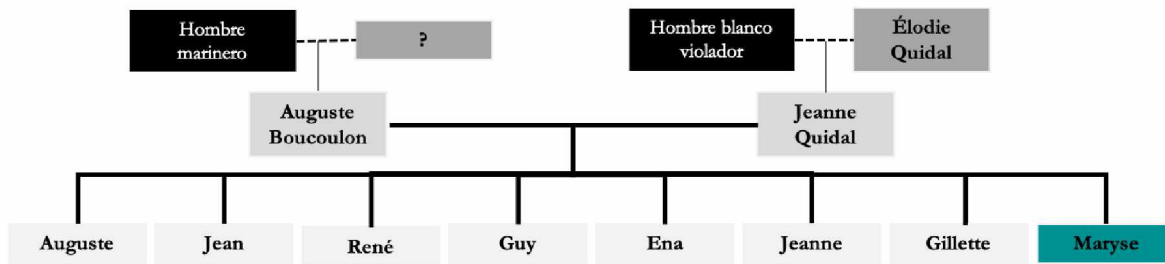 Hombre
marinero
?
Hombre blanco
violador
Élodie
Quidal
Auguste
Boucoulon
Jeanne
Quidal
Auguste
Jean
René
Guy
Ena
Jeanne
Gillette
Maryse